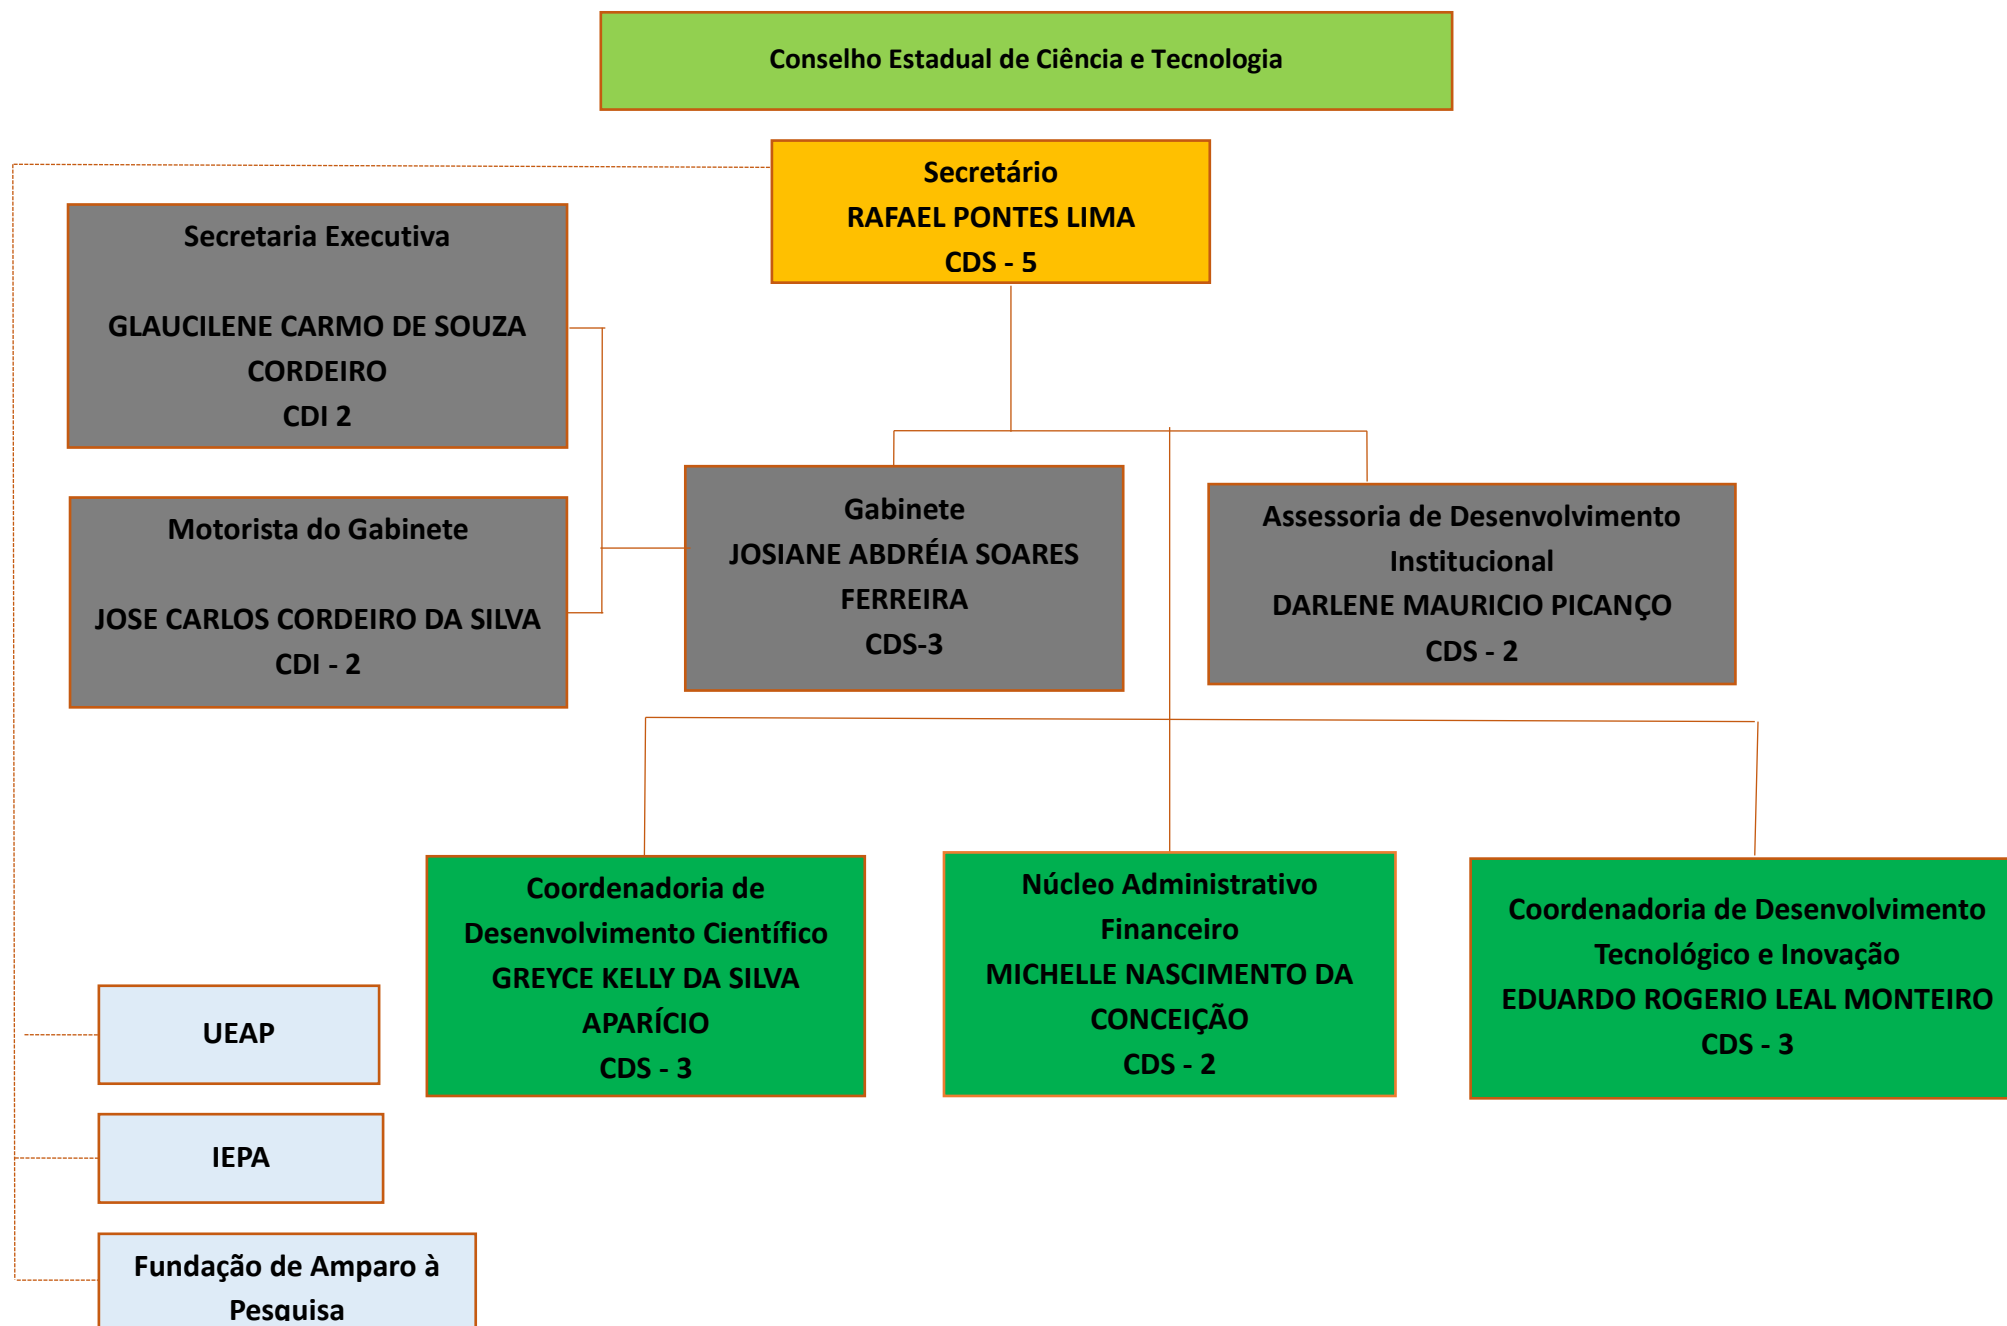 Conselho Estadual de Ciência e Tecnologia
Secretário
RAFAEL PONTES LIMA
CDS - 5
Secretaria Executiva
GLAUCILENE CARMO DE SOUZA
CORDEIRO
CDI 2
Motorista do Gabinete
JOSE CARLOS CORDEIRO DA SILVA
CDI - 2
Gabinete
JOSIANE ABDRÉIA SOARES
FERREIRA
CDS-3
Assessoria de Desenvolvimento
Institucional
DARLENE MAURICIO PICANÇO
CDS - 2
Coordenadoria de
Desenvolvimento Científico
GREYCE KELLY DA SILVA
APARÍCIO
CDS - 3
Núcleo Administrativo
Financeiro
MICHELLE NASCIMENTO DA
CONCEIÇÃO
CDS - 2
Coordenadoria de Desenvolvimento
Tecnológico e Inovação
EDUARDO ROGERIO LEAL MONTEIRO
CDS - 3
UEAP
IEPA
Fundação de Amparo à
Pesquisa